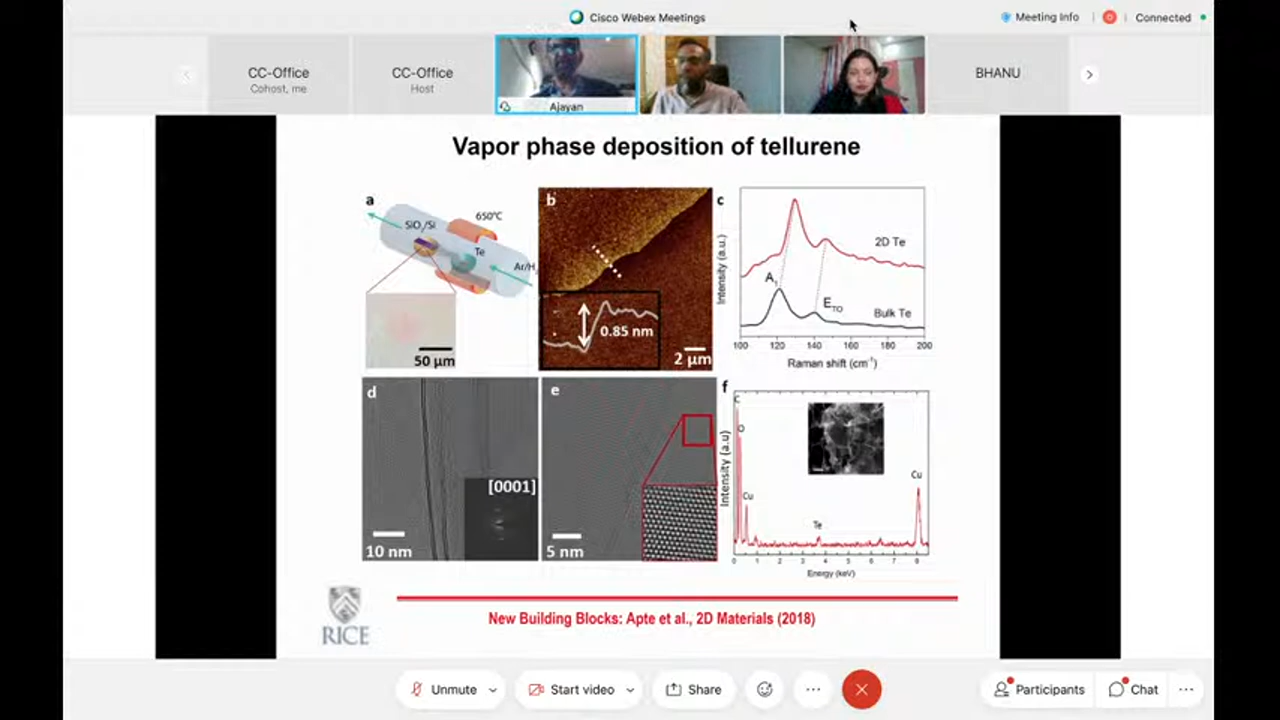 Cisco Webex Meetings
Meeting Info
Connected
CC-Office
Cohost, me
CC-Office
Host
Ajayan
BHANU
Vapor phase deposition of tellurene
a
SiO2/Si
650°C
Te
Ar/H
50 μm
b
0.85 nm
2 μm
c
Intensity (a.u.)
2D Te
A1
ETO
Bulk Te
100 120 140 160 180 200
Raman shift (cm-1)
d
[0001]
10 nm
e
5 nm
f
Intensity (a.u)
C
O
Cu
Te
Cu
0 1 2 3 4 5 6 7 8
Energy (keV)
RICE
New Building Blocks: Apte et al., 2D Materials (2018)
Unmute
Start video
Share
Participants
Chat